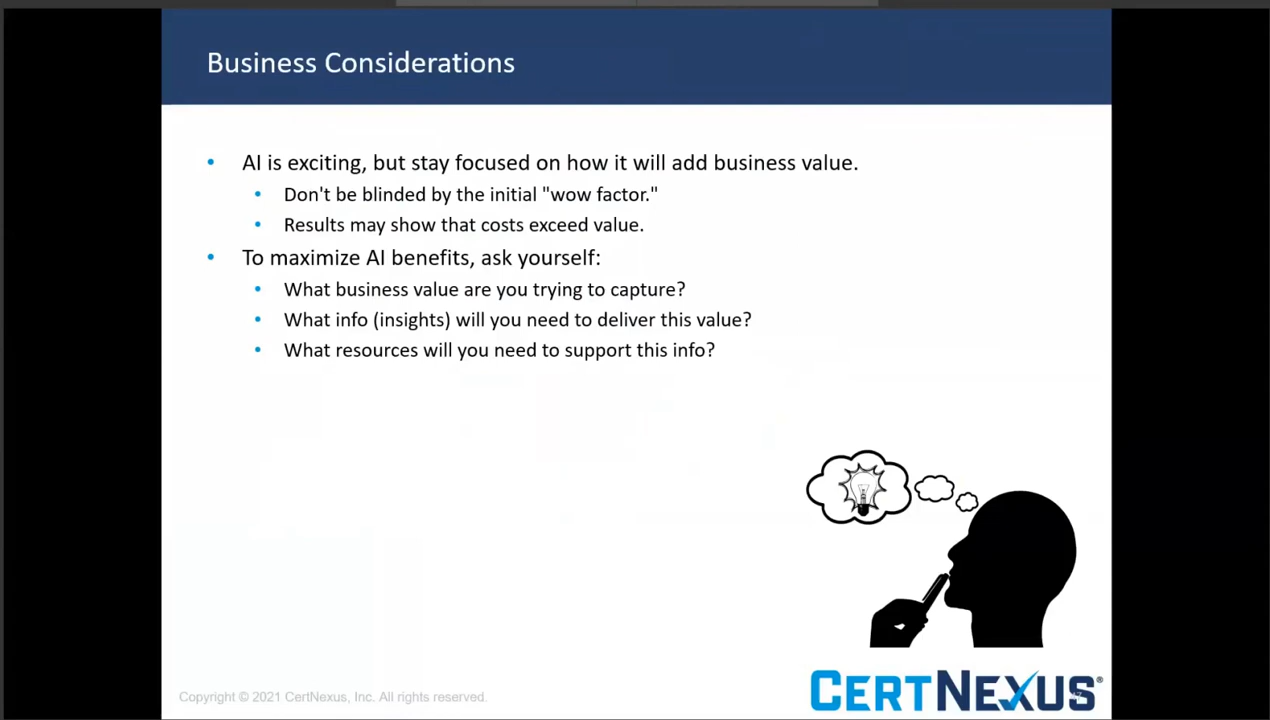 Business Considerations
• AI is exciting, but stay focused on how it will add business value.
• Don't be blinded by the initial "wow factor."
• Results may show that costs exceed value.
• To maximize AI benefits, ask yourself:
• What business value are you trying to capture?
• What info (insights) will you need to deliver this value?
• What resources will you need to support this info?
Copyright © 2021 CertNexus, Inc. All rights reserved.
CERTNEXUS®